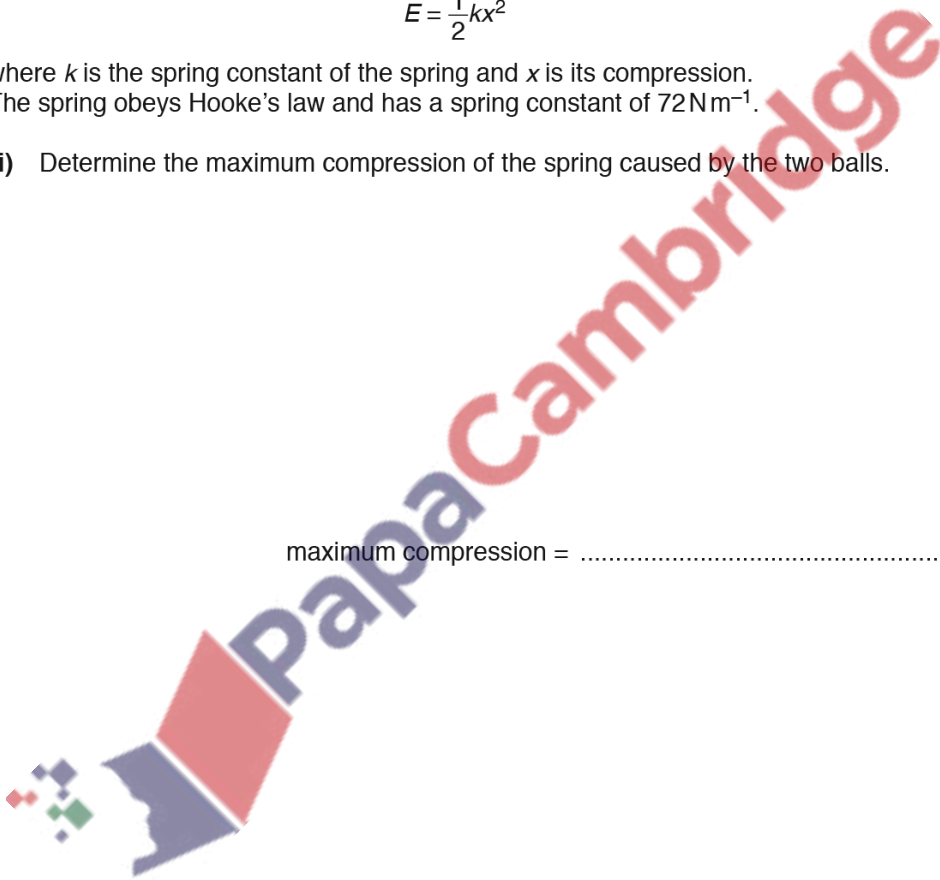 E = 1/2 kx²
where k is the spring constant of the spring and x is its compression.
The spring obeys Hooke's law and has a spring constant of 72 N m⁻¹.
i) Determine the maximum compression of the spring caused by the two balls.
maximum compression = ..................................................
PapaCambridge